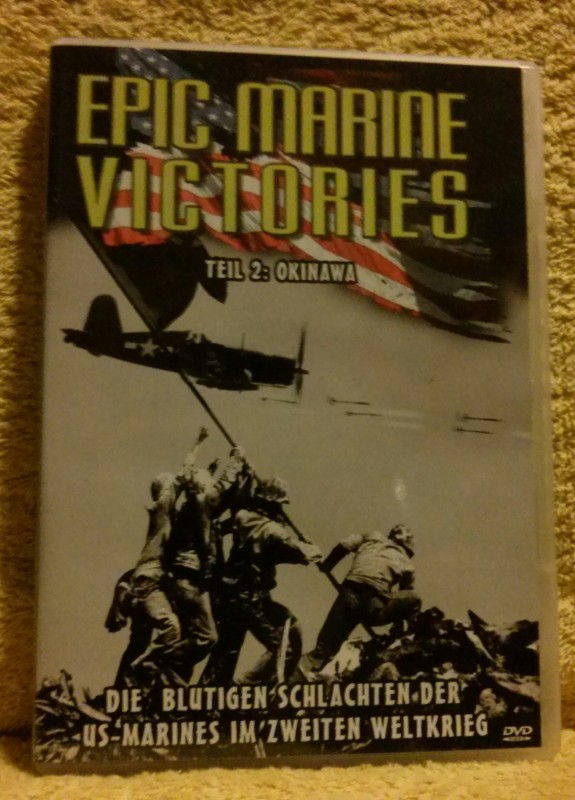 EPIC MARINE
VICTORIES
TEIL 2: OKINAWA
DIE BLUTIGEN SCHLACHTEN DER
US-MARINES IM ZWEITEN WELTKRIEG
DVD